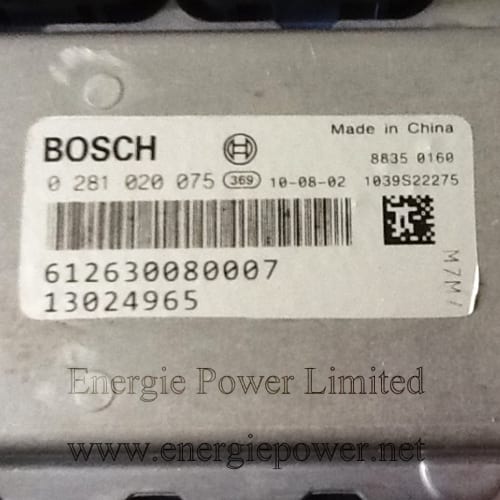 Made in China
BOSCH
8835 0160
0 281 020 075 369 10-08-02 1039S22275
612630080007
13024965
M7M/
Energie Power Limited
www.energiepower.net